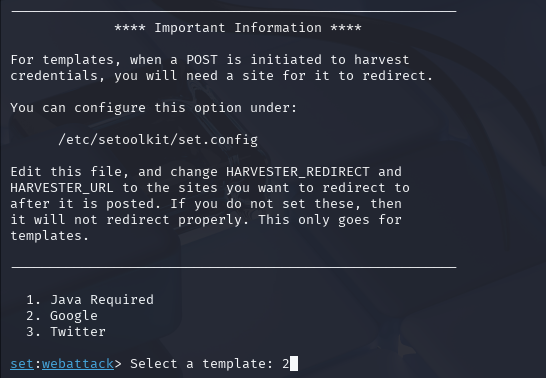 **** Important Information ****
For templates, when a POST is initiated to harvest
credentials, you will need a site for it to redirect.
You can configure this option under:
/etc/setoolkit/set.config
Edit this file, and change HARVESTER_REDIRECT and
HARVESTER_URL to the sites you want to redirect to
after it is posted. If you do not set these, then
it will not redirect properly. This only goes for
templates.
1. Java Required
2. Google
3. Twitter
set:webattack> Select a template: 2